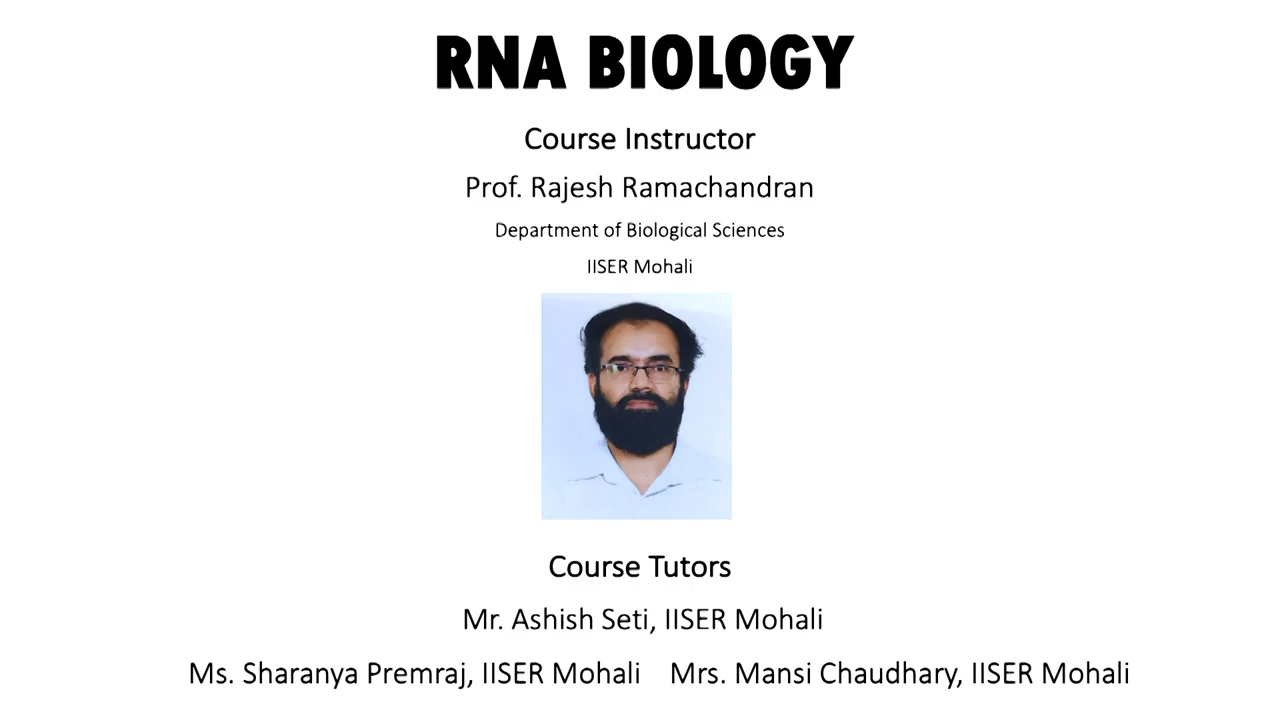 RNA BIOLOGY
Course Instructor
Prof. Rajesh Ramachandran
Department of Biological Sciences
IISER Mohali
Course Tutors
Mr. Ashish Seti, IISER Mohali
Ms. Sharanya Premraj, IISER Mohali Mrs. Mansi Chaudhary, IISER Mohali